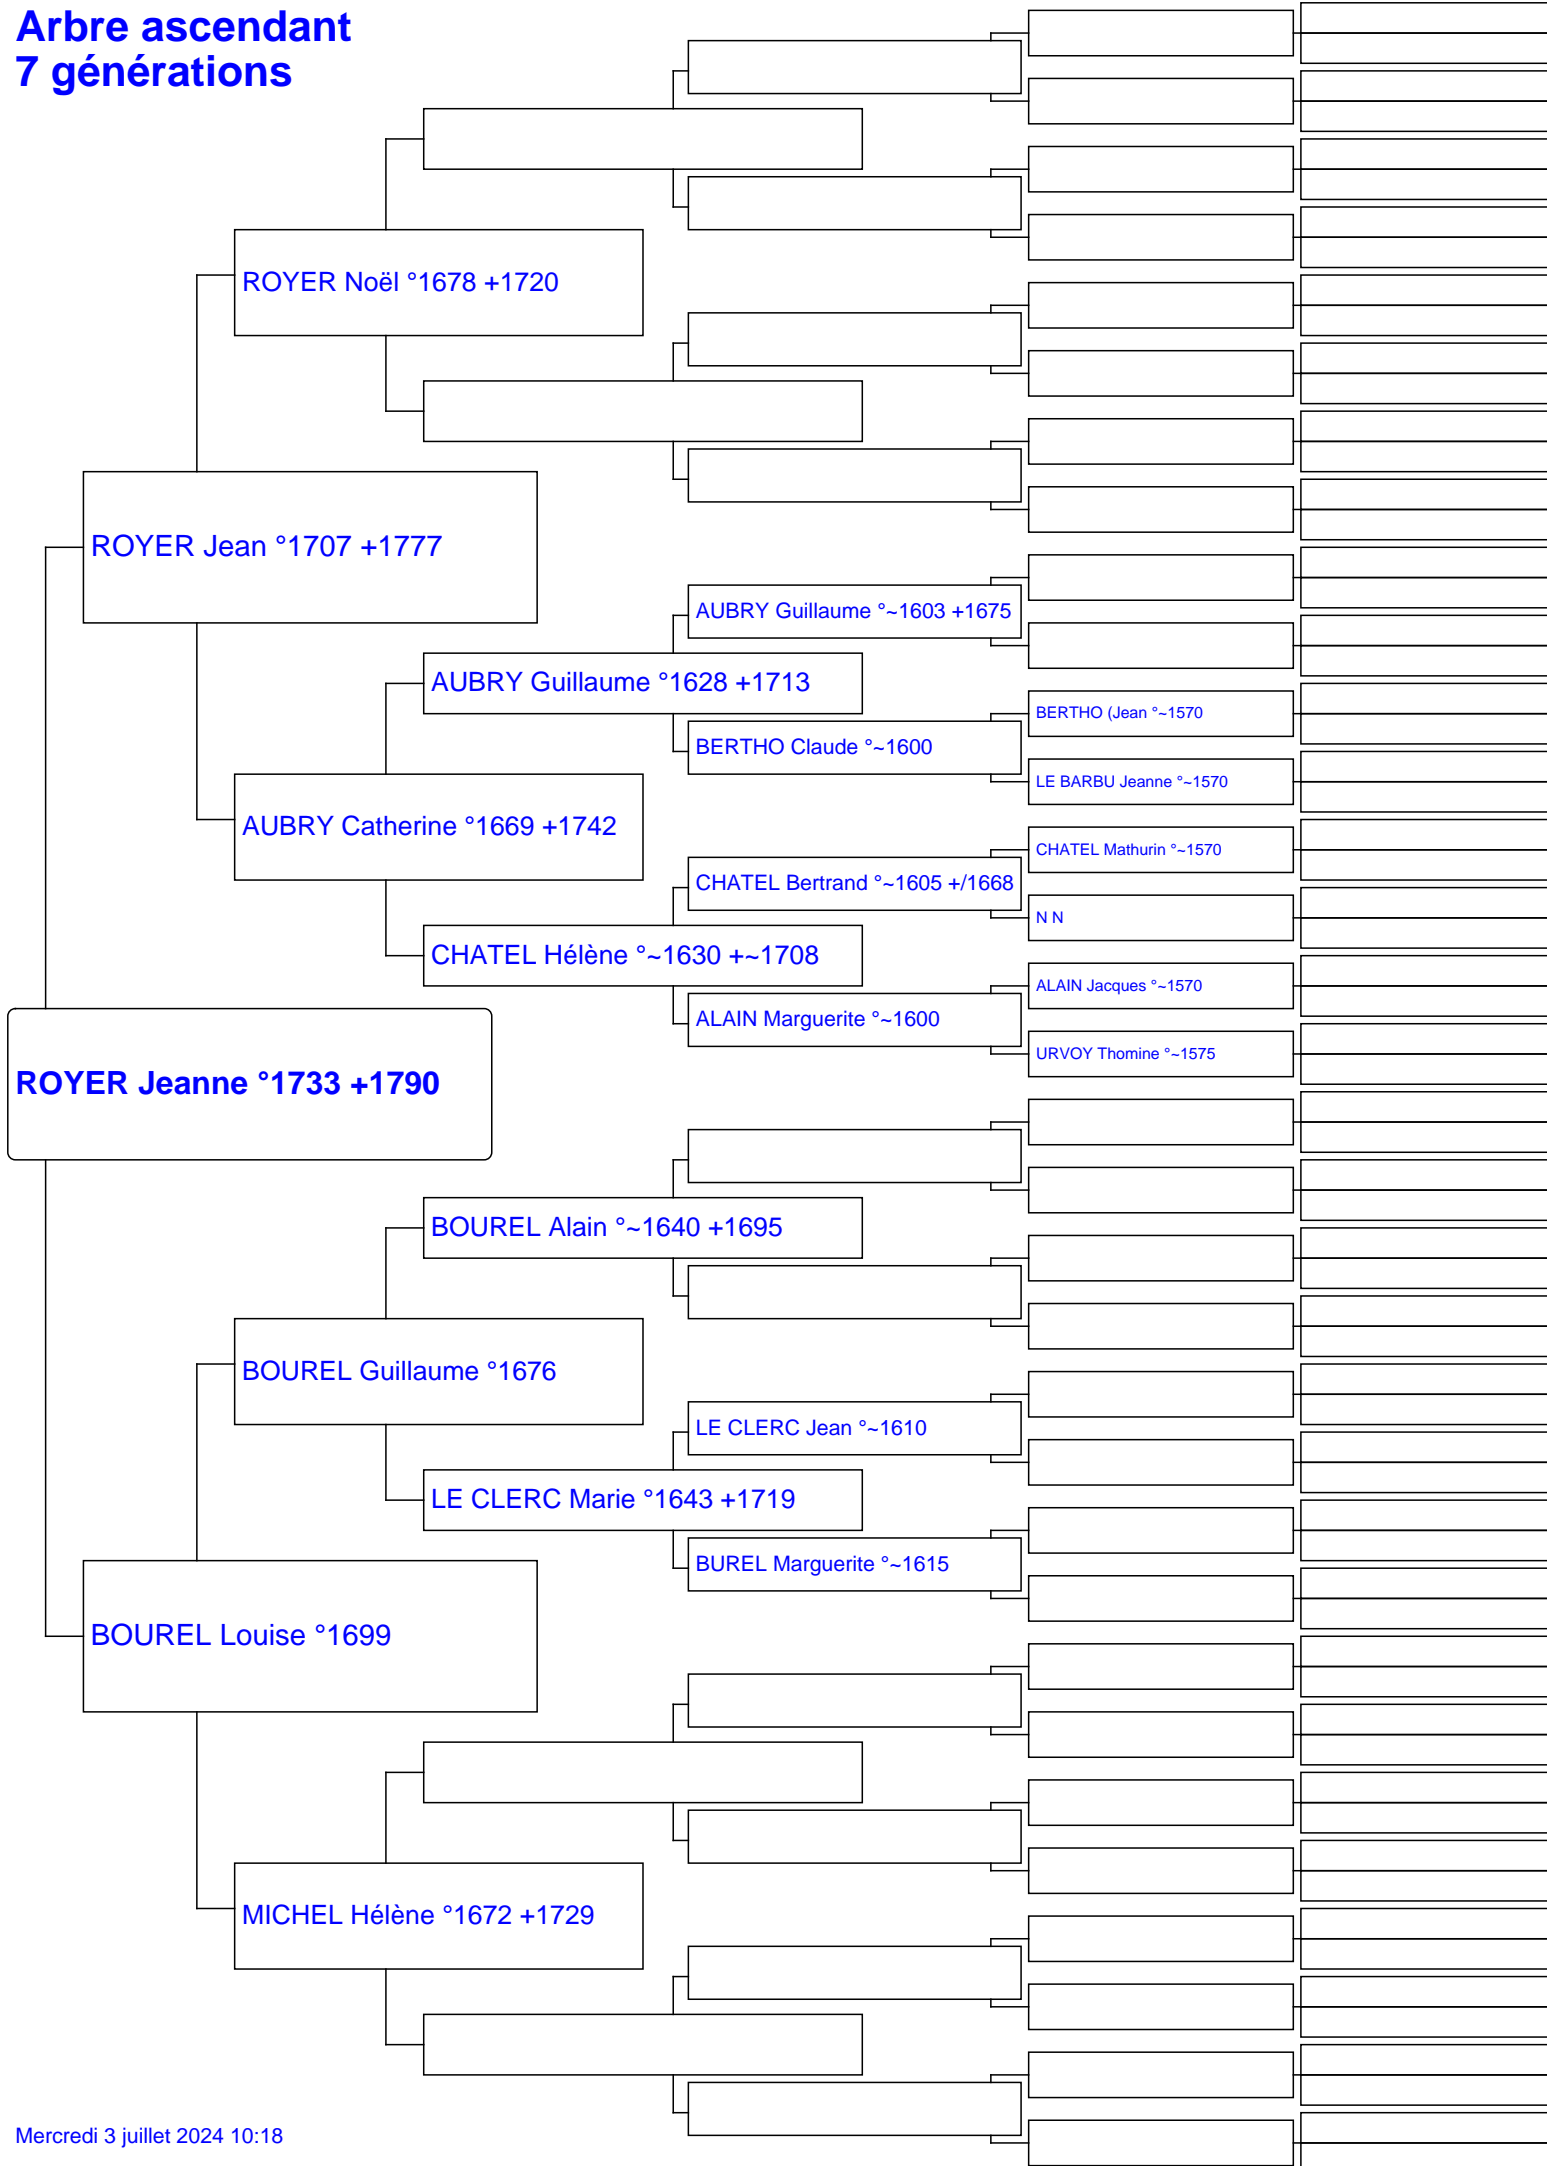 Arbre ascendant
7 générations
ROYER Noël °1678 +1720
ROYER Jean °1707 +1777
AUBRY Guillaume °~1603 +1675
AUBRY Guillaume °1628 +1713
BERTHO (Jean °~1570
BERTHO Claude °~1600
LE BARBU Jeanne °~1570
AUBRY Catherine °1669 +1742
CHATEL Mathurin °~1570
CHATEL Bertrand °~1605 +/1668
N N
CHATEL Hélène °~1630 +~1708
ALAIN Jacques °~1570
ALAIN Marguerite °~1600
URVOY Thomine °~1575
ROYER Jeanne °1733 +1790
BOUREL Alain °~1640 +1695
BOUREL Guillaume °1676
LE CLERC Jean °~1610
LE CLERC Marie °1643 +1719
BUREL Marguerite °~1615
BOUREL Louise °1699
MICHEL Hélène °1672 +1729
Mercredi 3 juillet 2024 10:18